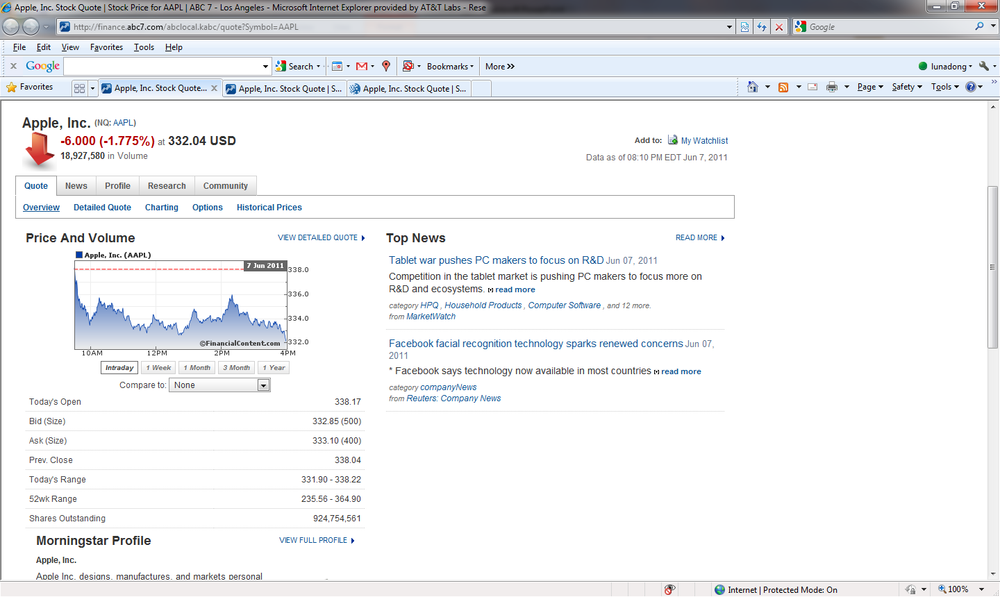 Apple, Inc. Stock Quote | Stock Price for AAPL | ABC 7 - Los Angeles - Microsoft Internet Explorer provided by AT&T Labs - Rese
http://finance.abc7.com/abclocal.kabc/quote?Symbol=AAPL
Google
File Edit View Favorites Tools Help
x Google Search Bookmarks More » lunadong
Favorites Apple, Inc. Stock Quote... x Apple, Inc. Stock Quote | S... Apple, Inc. Stock Quote | S... Page Safety Tools »
Apple, Inc. (NQ: AAPL)
-6.000 (-1.775%) at 332.04 USD
Add to: My Watchlist
18,927,580 in Volume
Data as of 08:10 PM EDT Jun 7, 2011
Quote News Profile Research Community
Overview Detailed Quote Charting Options Historical Prices
Price And Volume VIEW DETAILED QUOTE
Apple, Inc. (AAPL)
7 Jun 2011
338.0
336.0
334.0
332.0
©FinancialContent.com
10AM 12PM 2PM 4PM
Intraday 1 Week 1 Month 3 Month 1 Year
Compare to: None
Today's Open 338.17
Bid (Size) 332.85 (500)
Ask (Size) 333.10 (400)
Prev. Close 338.04
Today's Range 331.90 - 338.22
52wk Range 235.56 - 364.90
Shares Outstanding 924,754,561
Morningstar Profile VIEW FULL PROFILE
Apple, Inc.
Apple Inc. designs, manufactures, and markets personal
Top News READ MORE
Tablet war pushes PC makers to focus on R&D Jun 07, 2011
Competition in the tablet market is pushing PC makers to focus more on
R&D and ecosystems. read more
category HPQ , Household Products , Computer Software , and 12 more.
from MarketWatch
Facebook facial recognition technology sparks renewed concerns Jun 07,
2011
* Facebook says technology now available in most countries read more
category companyNews
from Reuters: Company News
Internet | Protected Mode: On
100%